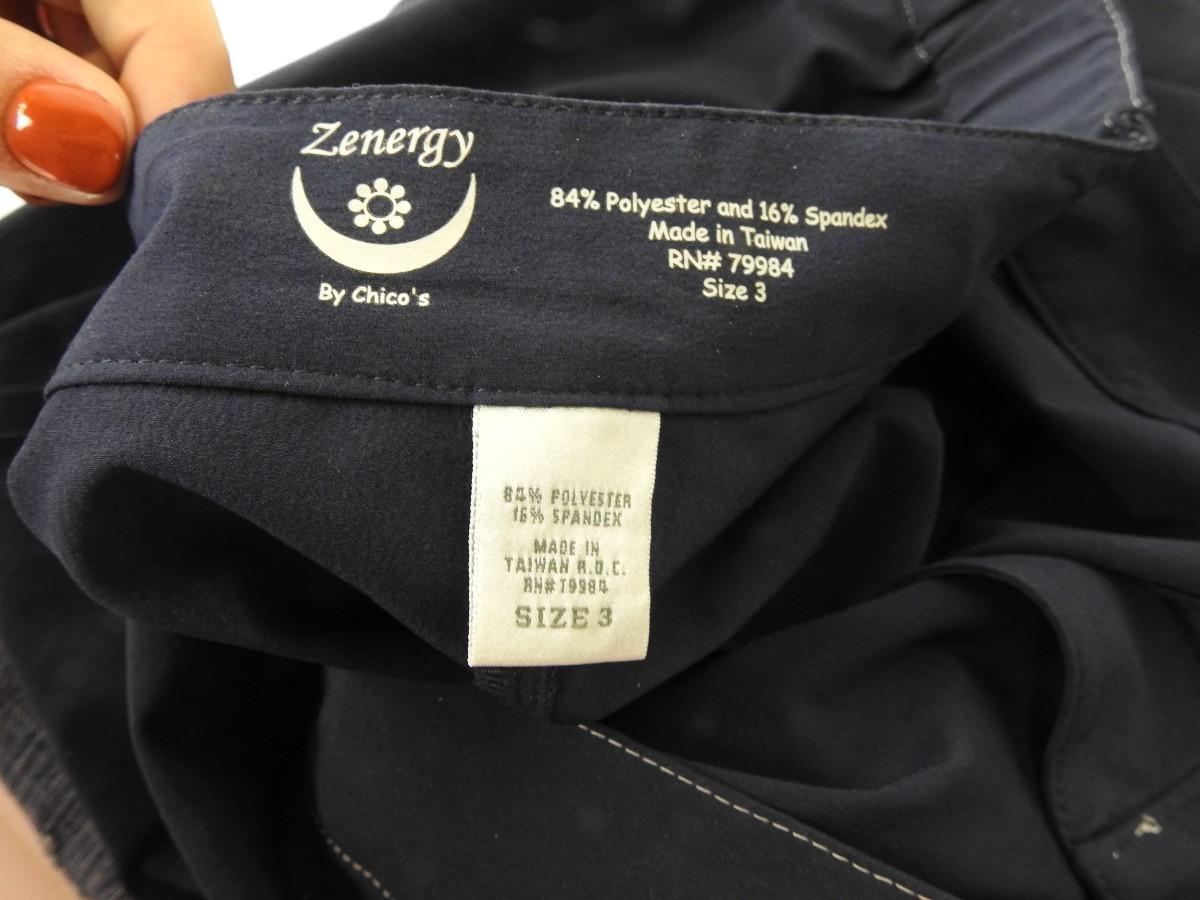 Zenergy
By Chico's
84% Polyester and 16% Spandex
Made in Taiwan
RN# 79984
Size 3
84% POLYESTER
16% SPANDEX
MADE IN
TAIWAN R.O.C.
RN# 79984
SIZE 3